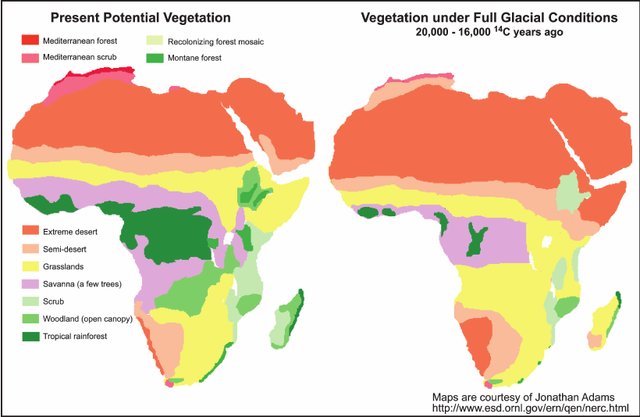 Present Potential Vegetation
Vegetation under Full Glacial Conditions
20,000 - 16,000 14C years ago
Mediterranean forest
Mediterranean scrub
Recolonizing forest mosaic
Montane forest
Extreme desert
Semi-desert
Grasslands
Savanna (a few trees)
Scrub
Woodland (open canopy)
Tropical rainforest
Maps are courtesy of Jonathan Adams
http://www.esd.ornl.gov/ern/qen/nerc.html